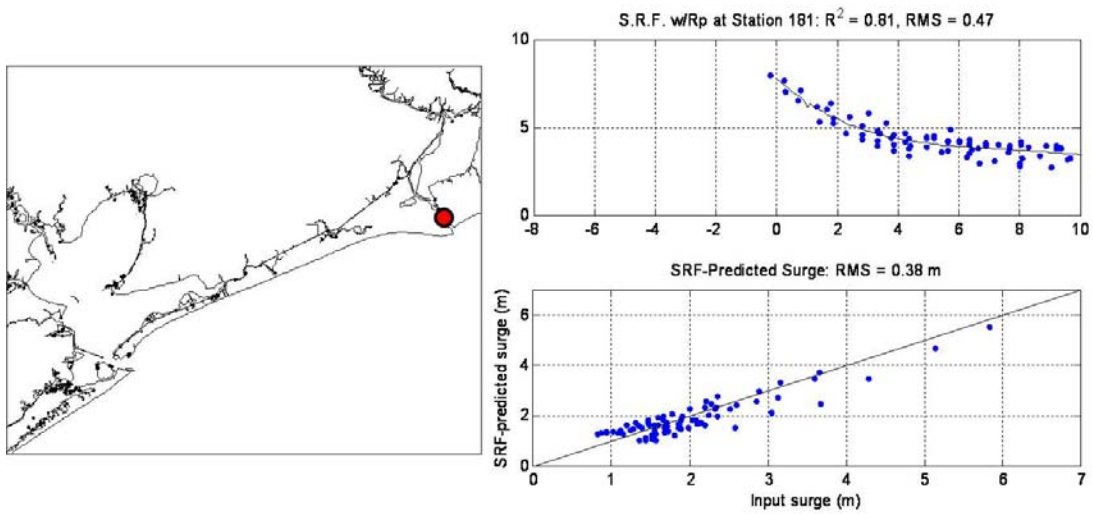 S.R.F. w/Rp at Station 181: R² = 0.81, RMS = 0.47
10
5
0
-8 -6 -4 -2 0 2 4 6 8 10
SRF-Predicted Surge: RMS = 0.38 m
SRF-predicted surge (m)
6
4
2
0
0 1 2 3 4 5 6 7
Input surge (m)